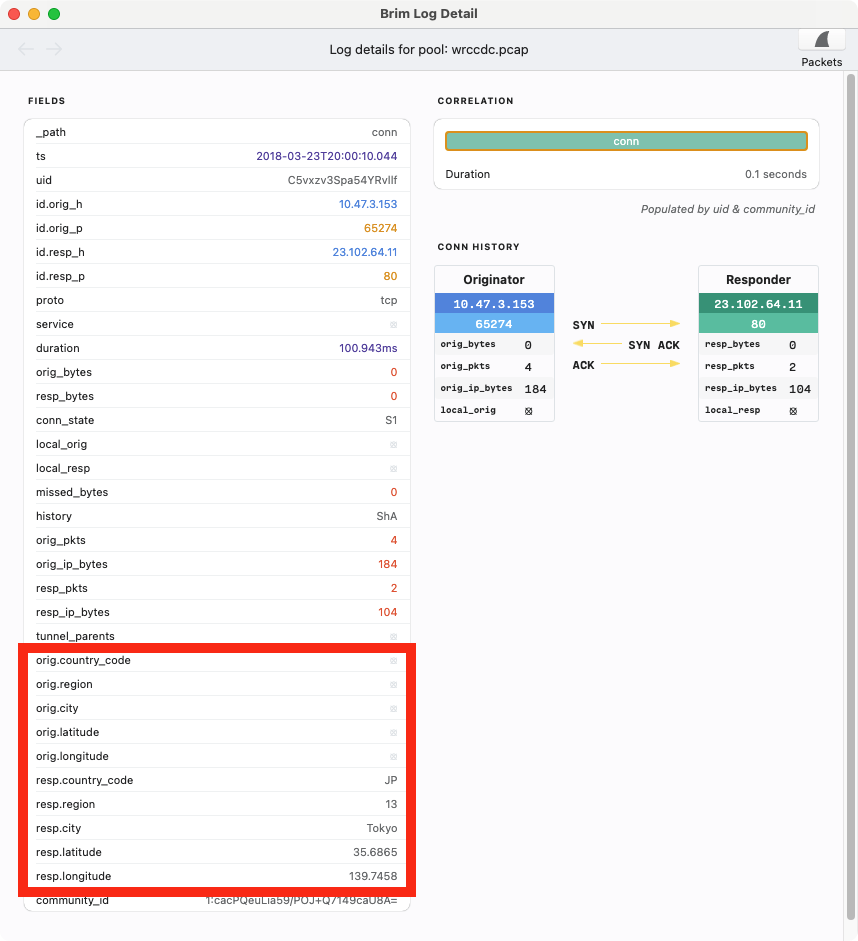 Brim Log Detail
Log details for pool: wrccdc.pcap
Packets
FIELDS
_path conn
ts 2018-03-23T20:00:10.044
uid C5vxzv3Spa54YRvIlf
id.orig_h 10.47.3.153
id.orig_p 65274
id.resp_h 23.102.64.11
id.resp_p 80
proto tcp
service
duration 100.943ms
orig_bytes 0
resp_bytes 0
conn_state S1
local_orig
local_resp
missed_bytes 0
history ShA
orig_pkts 4
orig_ip_bytes 184
resp_pkts 2
resp_ip_bytes 104
tunnel_parents
orig.country_code
orig.region
orig.city
orig.latitude
orig.longitude
resp.country_code JP
resp.region 13
resp.city Tokyo
resp.latitude 35.6865
resp.longitude 139.7458
community_id 1:cacPQeuLia59/POJ+Q7149caU8A=
CORRELATION
conn
Duration 0.1 seconds
Populated by uid & community_id
CONN HISTORY
Originator
10.47.3.153
65274
orig_bytes 0
orig_pkts 4
orig_ip_bytes 184
local_orig ⊠
SYN
SYN ACK
ACK
Responder
23.102.64.11
80
resp_bytes 0
resp_pkts 2
resp_ip_bytes 104
local_resp ⊠